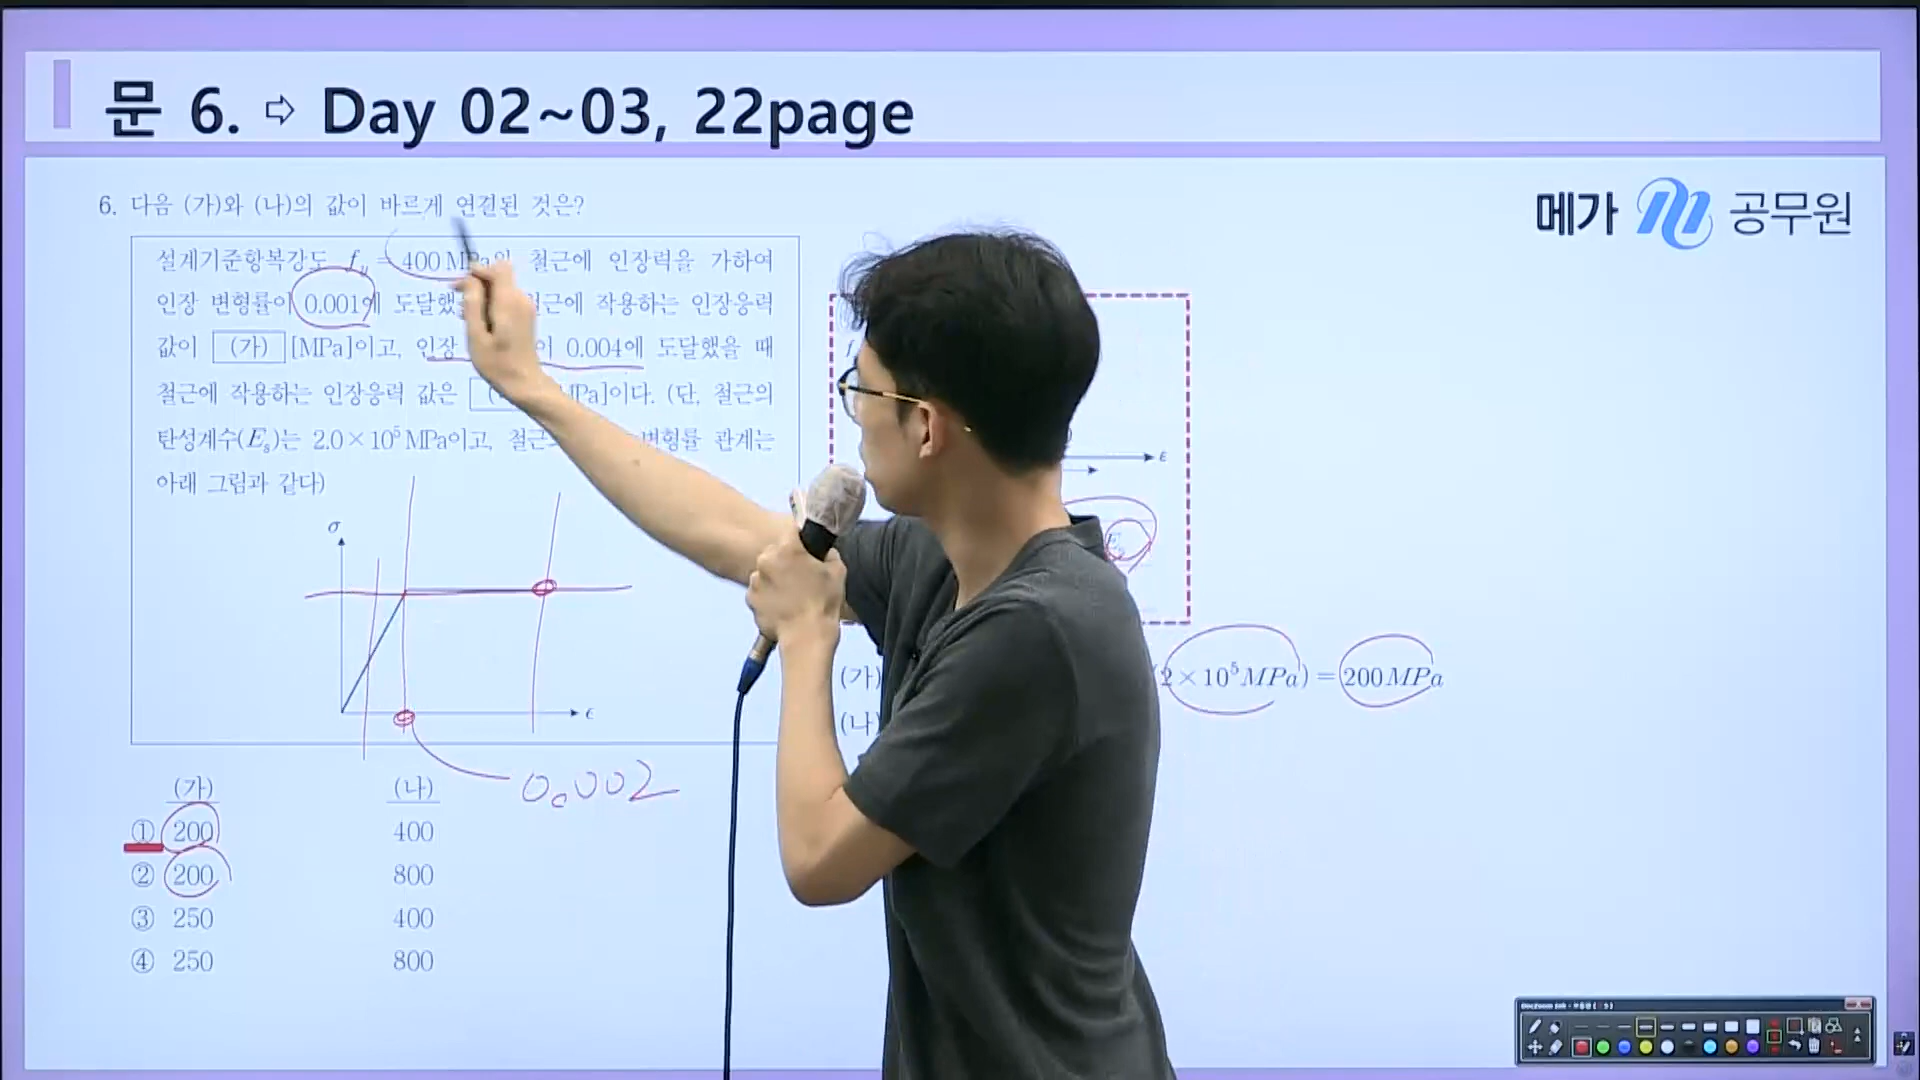 문 6. ⇨ Day 02~03, 22page
메가 공무원
6. 다음 (가)와 (나)의 값이 바르게 연결된 것은?
설계기준항복강도 f_y = 400 MPa의 철근에 인장력을 가하여
인장 변형률이 0.001에 도달했 철근에 작용하는 인장응력
값이 (가) [MPa]이고, 인장 이 0.004에 도달했을 때
철근에 작용하는 인장응력 값은 MPa]이다. (단, 철근의
탄성계수(E_s)는 2.0×10⁵MPa이고, 철근 변형률 관계는
아래 그림과 같다)
σ
ϵ
0.002
(가) (나)
① 200 400
② 200 800
③ 250 400
④ 250 800
ε
(가) (2×10⁵MPa) = 200MPa
(나)